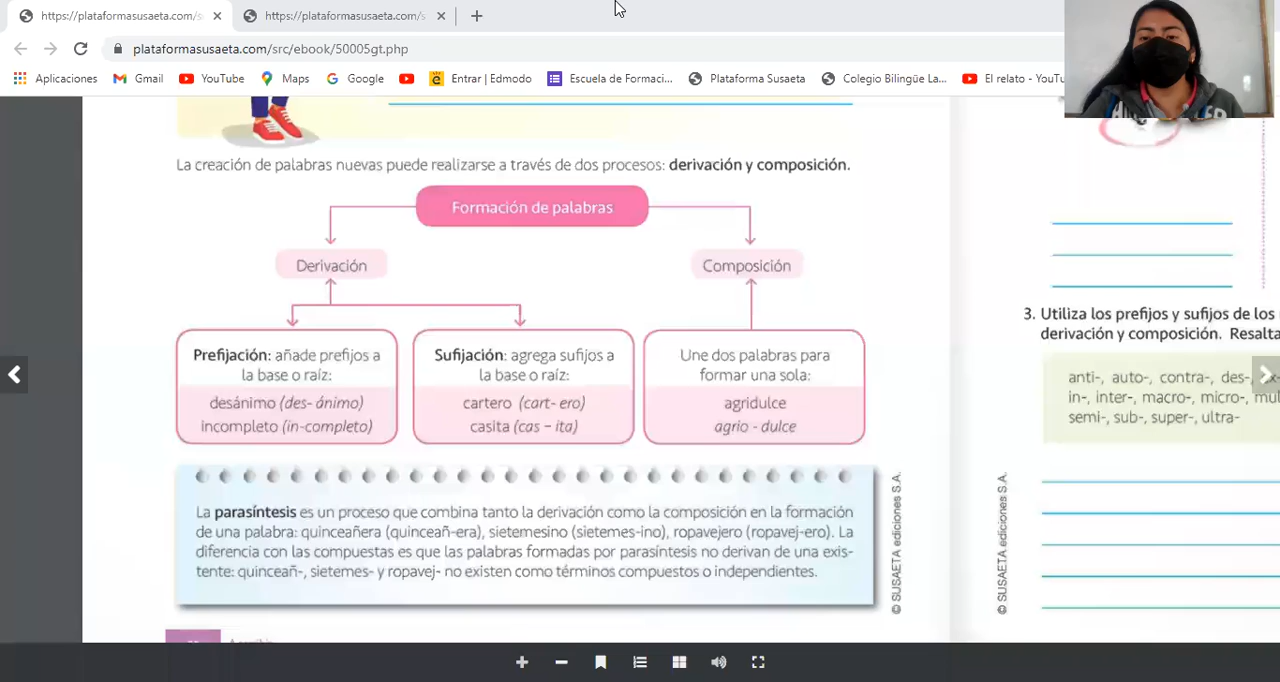 https://plataformasusaeta.com/s
https://plataformasusaeta.com/s
plataformasusaeta.com/src/ebook/50005gt.php
Aplicaciones
Gmail
YouTube
Maps
Google
Entrar | Edmodo
Escuela de Formaci...
Plataforma Susaeta
Colegio Bilingüe La...
El relato - YouTu
La creación de palabras nuevas puede realizarse a través de dos procesos: derivación y composición.
Formación de palabras
Derivación
Composición
Prefijación: añade prefijos a
la base o raíz:
desánimo (des- ánimo)
incompleto (in-completo)
Sufijación: agrega sufijos a
la base o raíz:
cartero (cart- ero)
casita (cas – ita)
Une dos palabras para
formar una sola:
agridulce
agrio - dulce
La parasíntesis es un proceso que combina tanto la derivación como la composición en la formación
de una palabra: quinceañera (quinceañ-era), sietemesino (sietemes-ino), ropavejero (ropavej-ero). La
diferencia con las compuestas es que las palabras formadas por parasíntesis no derivan de una exis-
tente: quinceañ-, sietemes- y ropavej- no existen como términos compuestos o independientes.
© SUSAETA ediciones S.A.
© SUSAETA ediciones S.A.
3. Utiliza los prefijos y sufijos de los
derivación y composición. Resalta
anti-, auto-, contra-, des-,
in-, inter-, macro-, micro-, mul
semi-, sub-, super-, ultra-